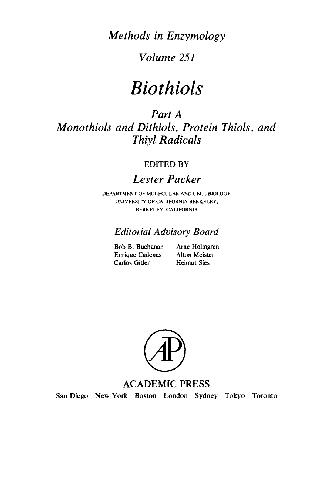 Methods in Enzymology
Volume 251
Biothiols
Part A
Monothiols and Dithiols, Protein Thiols, and
Thiyl Radicals
EDITED BY
Lester Packer
DEPARTMENT OF MOLECULAR AND CELL BIOLOGY
UNIVERSITY OF CALIFORNIA BERKELEY,
BERKELEY, CALIFORNIA
Editorial Advisory Board
Bob B. Buchanan Arne Holmgren
Enrique Cadenas Alton Meister
Carlos Gitler Helmut Sies
AP
ACADEMIC PRESS
San Diego New York Boston London Sydney Tokyo Toronto